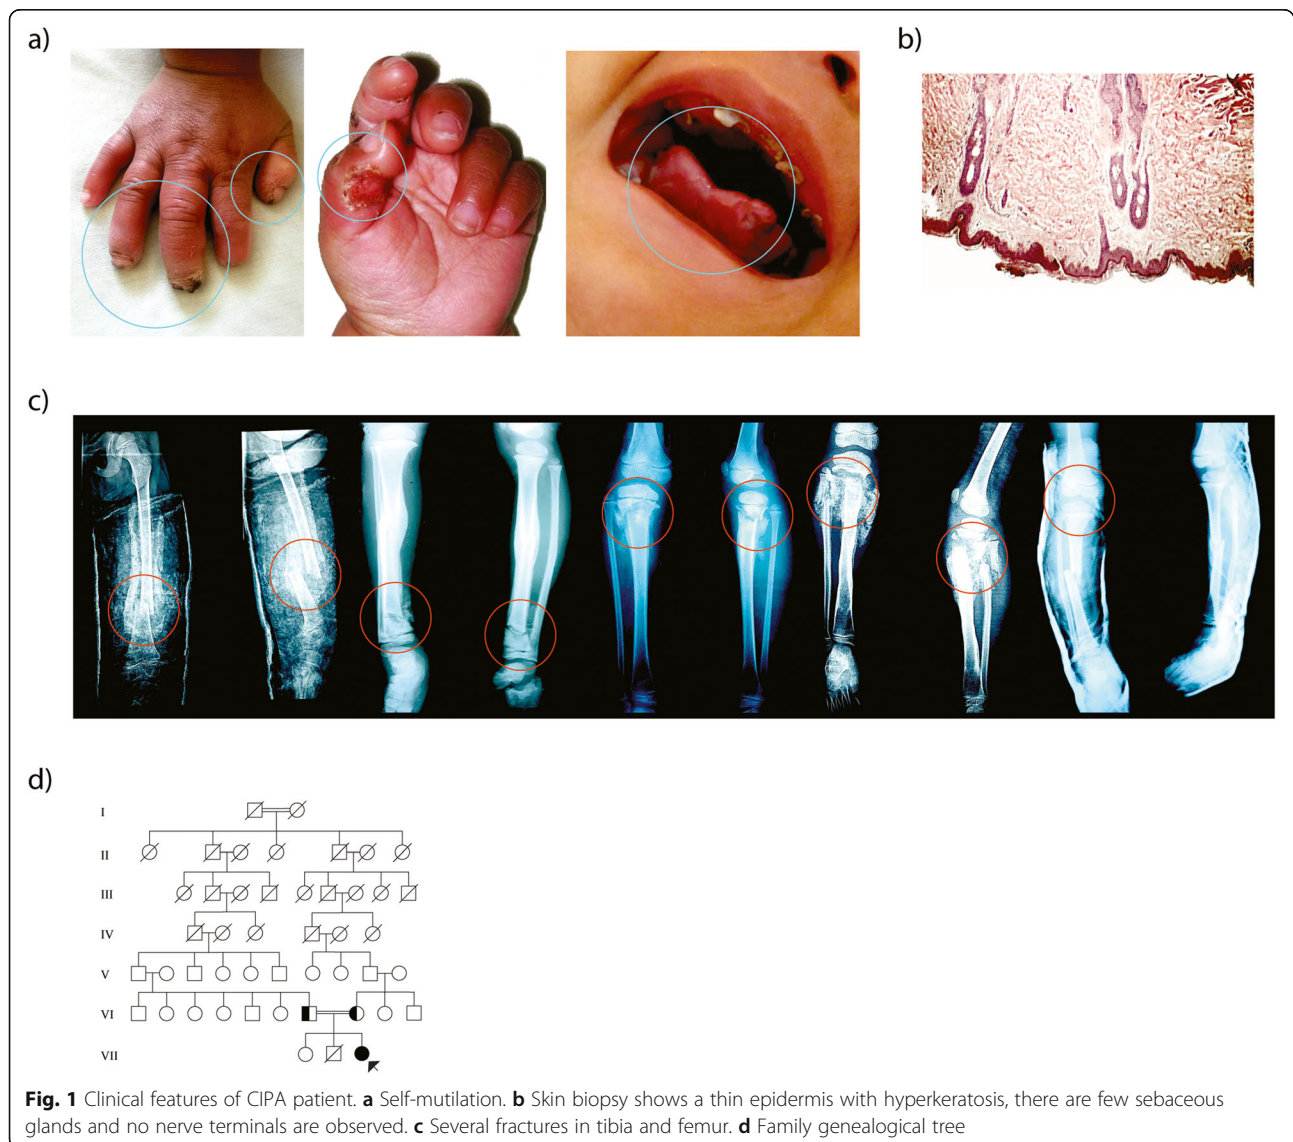 a)
b)
c)
d)
I
II
III
IV
V
VI
VII
Fig. 1 Clinical features of CIPA patient. a Self-mutilation. b Skin biopsy shows a thin epidermis with hyperkeratosis, there are few sebaceous
glands and no nerve terminals are observed. c Several fractures in tibia and femur. d Family genealogical tree